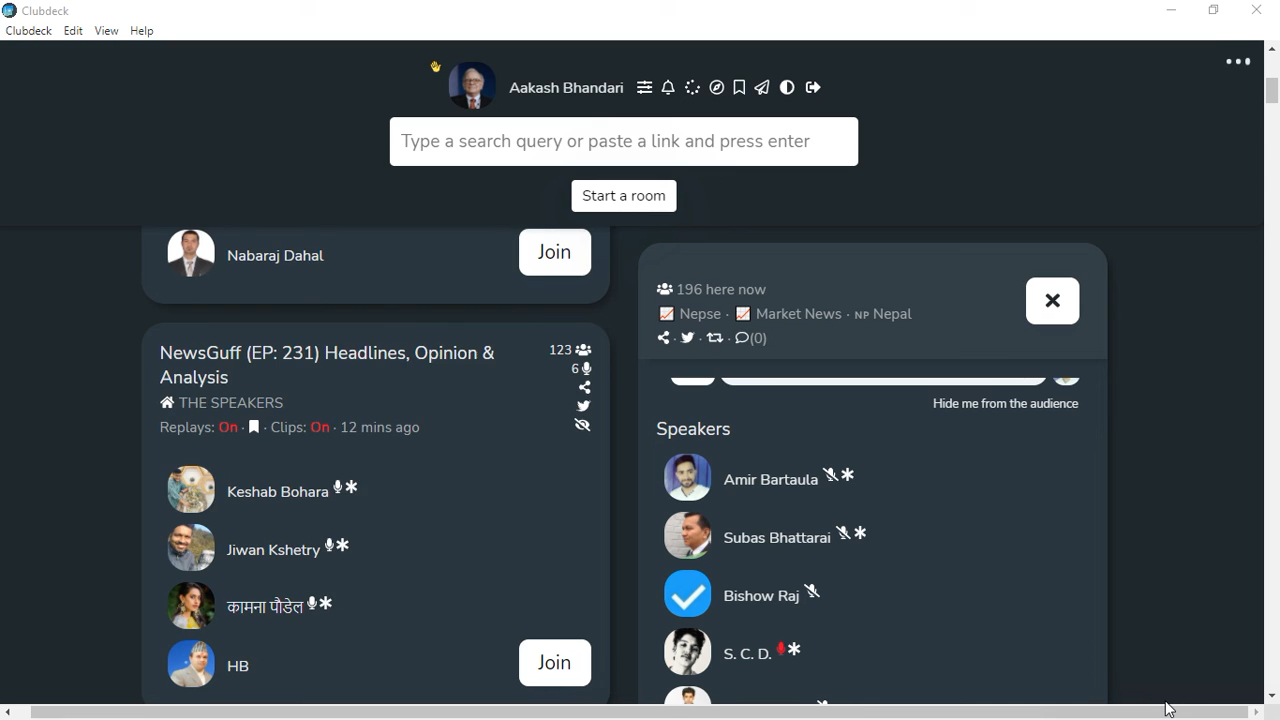 Clubdeck
Clubdeck Edit View Help
Aakash Bhandari
Type a search query or paste a link and press enter
Start a room
Nabaraj Dahal
Join
NewsGuff (EP: 231) Headlines, Opinion &
Analysis
123
6
THE SPEAKERS
Replays: On · Clips: On · 12 mins ago
Keshab Bohara
Jiwan Kshetry
कामना पौडेल
HB
Join
196 here now
Nepse · Market News · NP Nepal
(0)
Hide me from the audience
Speakers
Amir Bartaula
Subas Bhattarai
Bishow Raj
S. C. D.